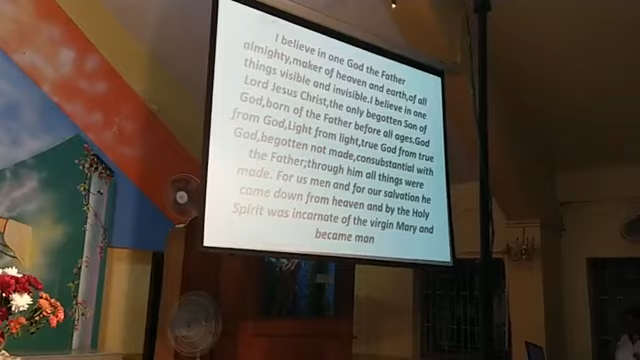 I believe in one God the Father
almighty,maker of heaven and earth,of all
things visible and invisible.I believe in one
Lord Jesus Christ,the only begotten Son of
God,born of the Father before all ages.God
from God,Light from light,true God from true
God,begotten not made,consubstantial with
the Father;through him all things were
made. For us men and for our salvation he
came down from heaven and by the Holy
Spirit was incarnate of the virgin Mary and
became man